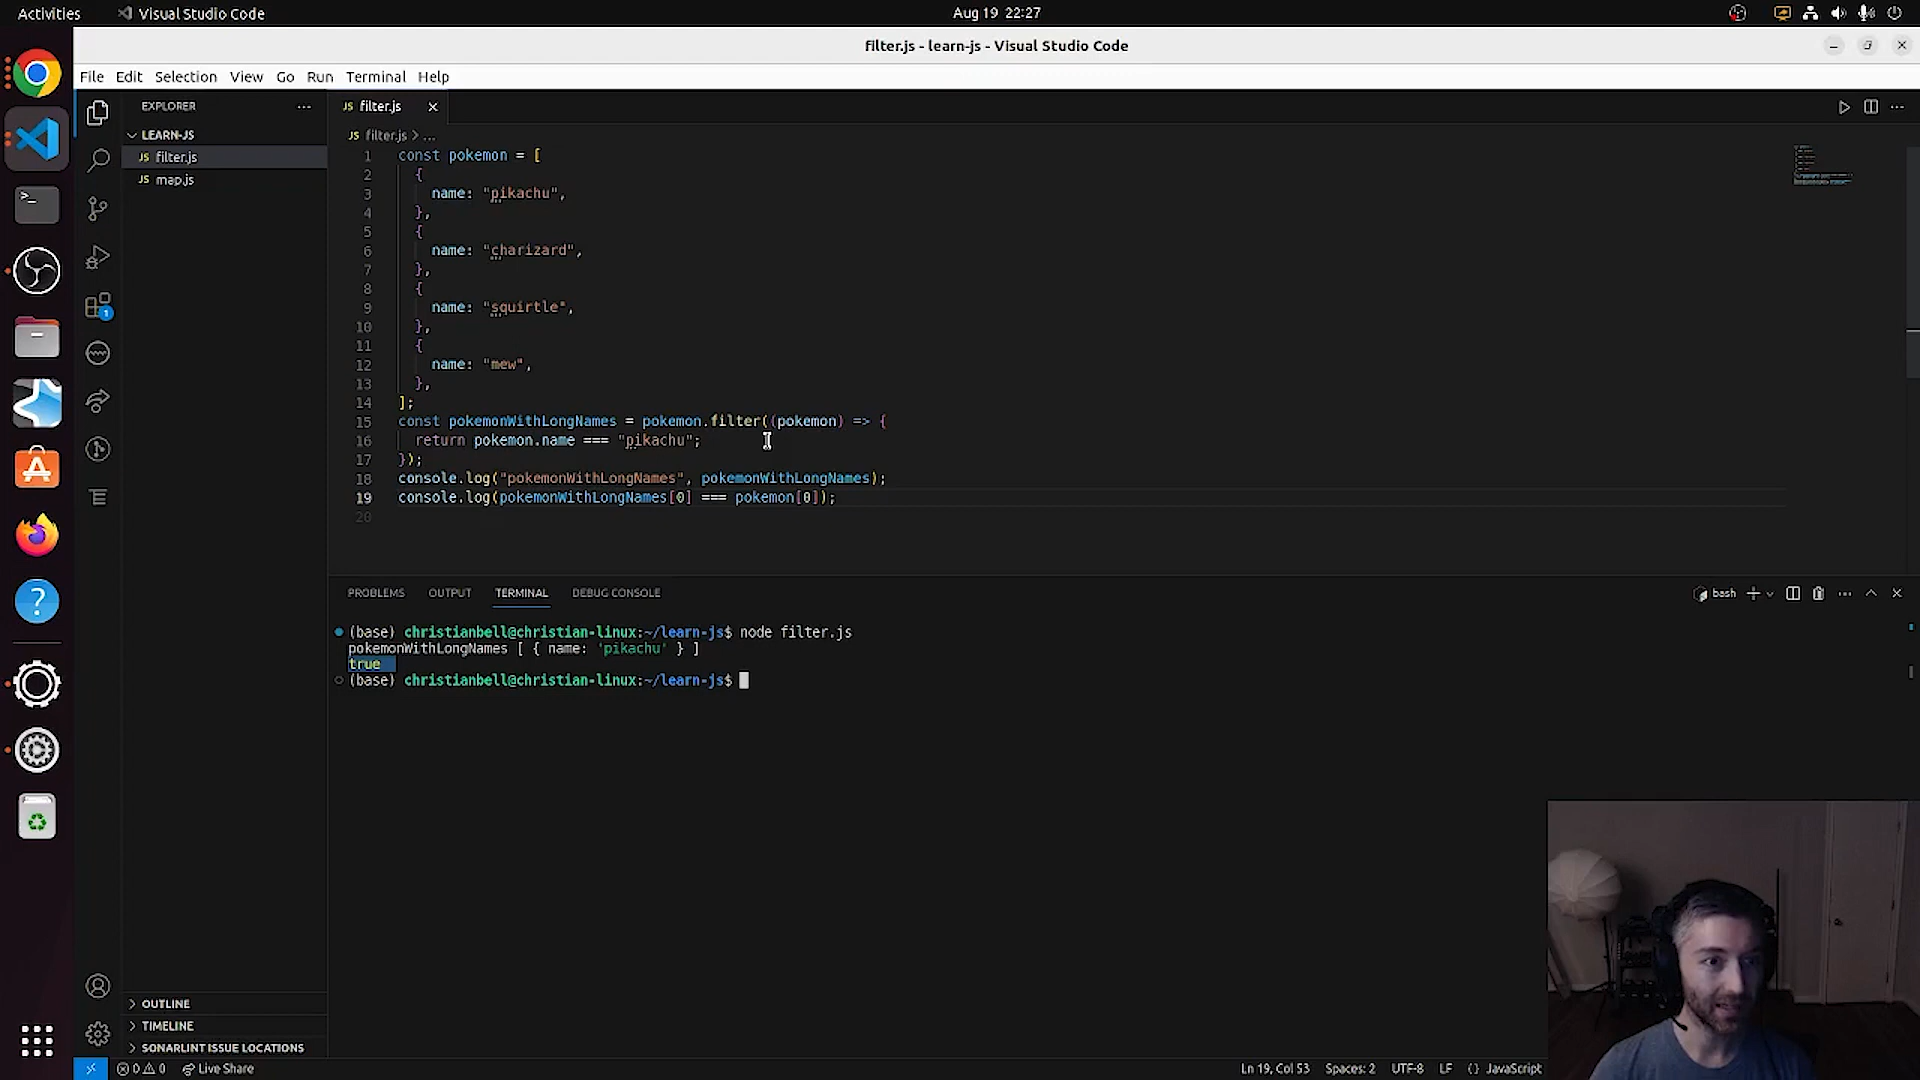 Activities
Visual Studio Code
Aug 19 22:27
filter.js - learn-js - Visual Studio Code
File Edit Selection View Go Run Terminal Help
EXPLORER
LEARN-JS
JS filter.js
JS map.js
OUTLINE
TIMELINE
SONARLINT ISSUE LOCATIONS
JS filter.js
JS filter.js > ...
1 const pokemon = [
2 {
3 name: "pikachu",
4 },
5 {
6 name: "charizard",
7 },
8 {
9 name: "squirtle",
10 },
11 {
12 name: "mew",
13 },
14 ];
15 const pokemonWithLongNames = pokemon.filter((pokemon) => {
16 return pokemon.name === "pikachu";
17 });
18 console.log("pokemonWithLongNames", pokemonWithLongNames);
19 console.log(pokemonWithLongNames[0] === pokemon[0]);
20
PROBLEMS OUTPUT TERMINAL DEBUG CONSOLE
bash
(base) christianbell@christian-linux:~/learn-js$ node filter.js
pokemonWithLongNames [ { name: 'pikachu' } ]
true
(base) christianbell@christian-linux:~/learn-js$
0 0 Live Share
Ln 19, Col 53 Spaces: 2 UTF-8 LF {} JavaScript